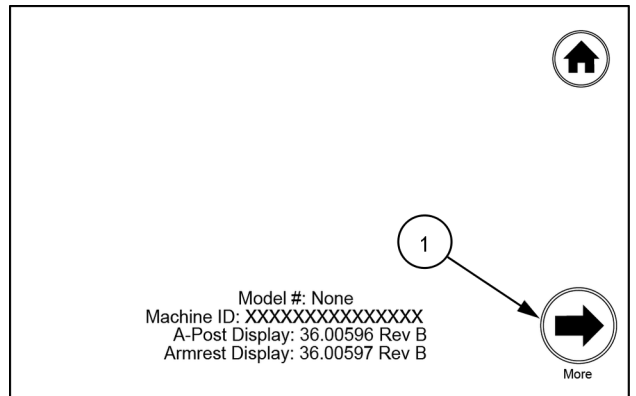 1
Model #: None
Machine ID: XXXXXXXXXXXXXXX
A-Post Display: 36.00596 Rev B
Armrest Display: 36.00597 Rev B
More